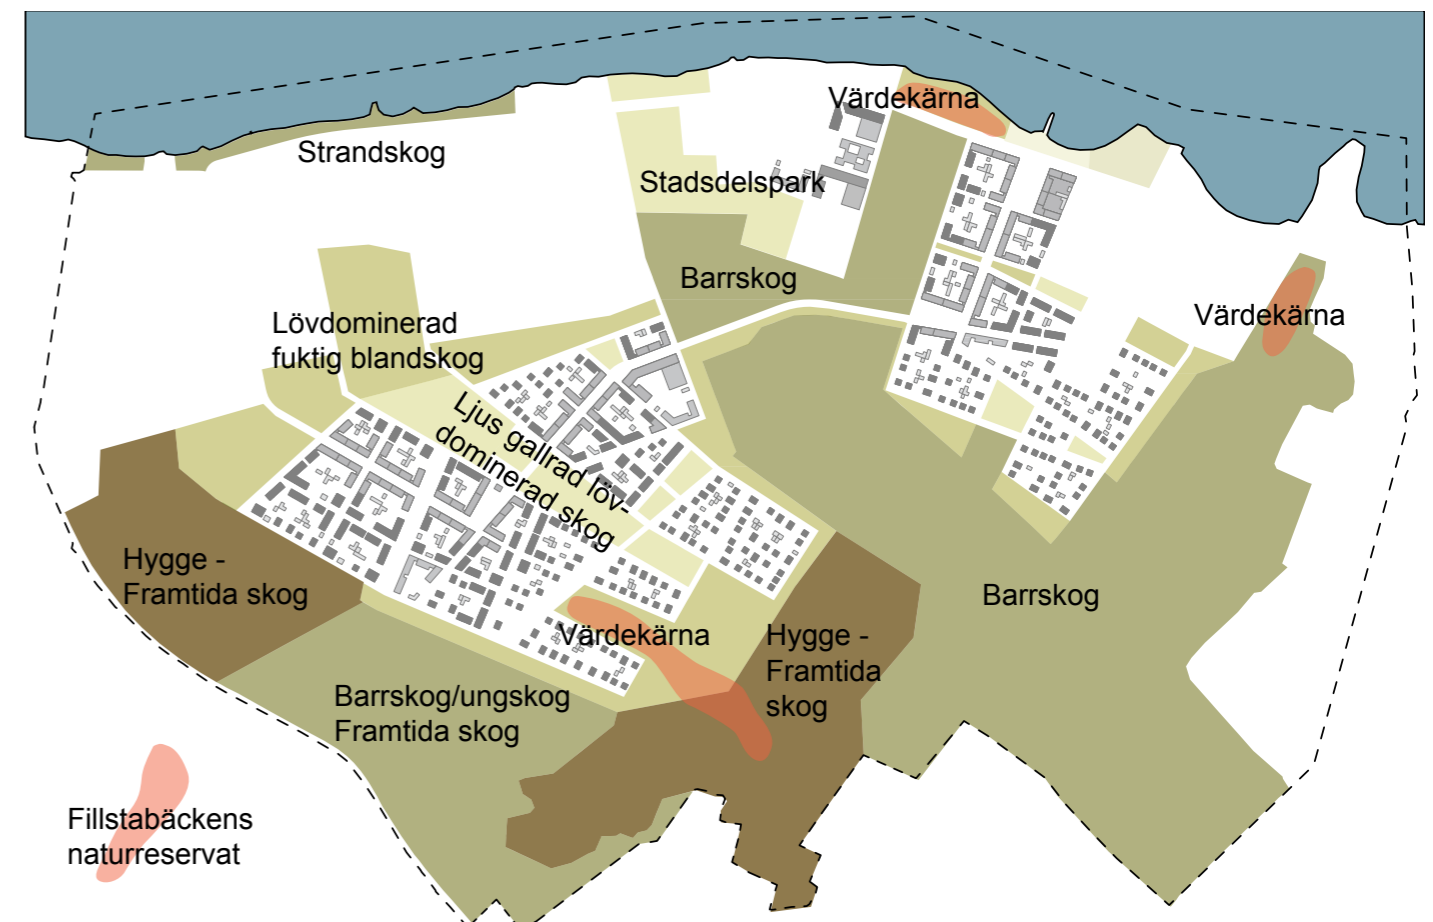 Värdekärna
Strandskog
Stadsdelspark
Barrskog
Värdekärna
Lövdominerad
fuktig blandskog
Ljus gallrad löv-
dominerad skog
Hygge -
Framtida skog
Barrskog
Värdekärna
Hygge -
Framtida
skog
Barrskog/ungskog
Framtida skog
Fillstabäckens
naturreservat